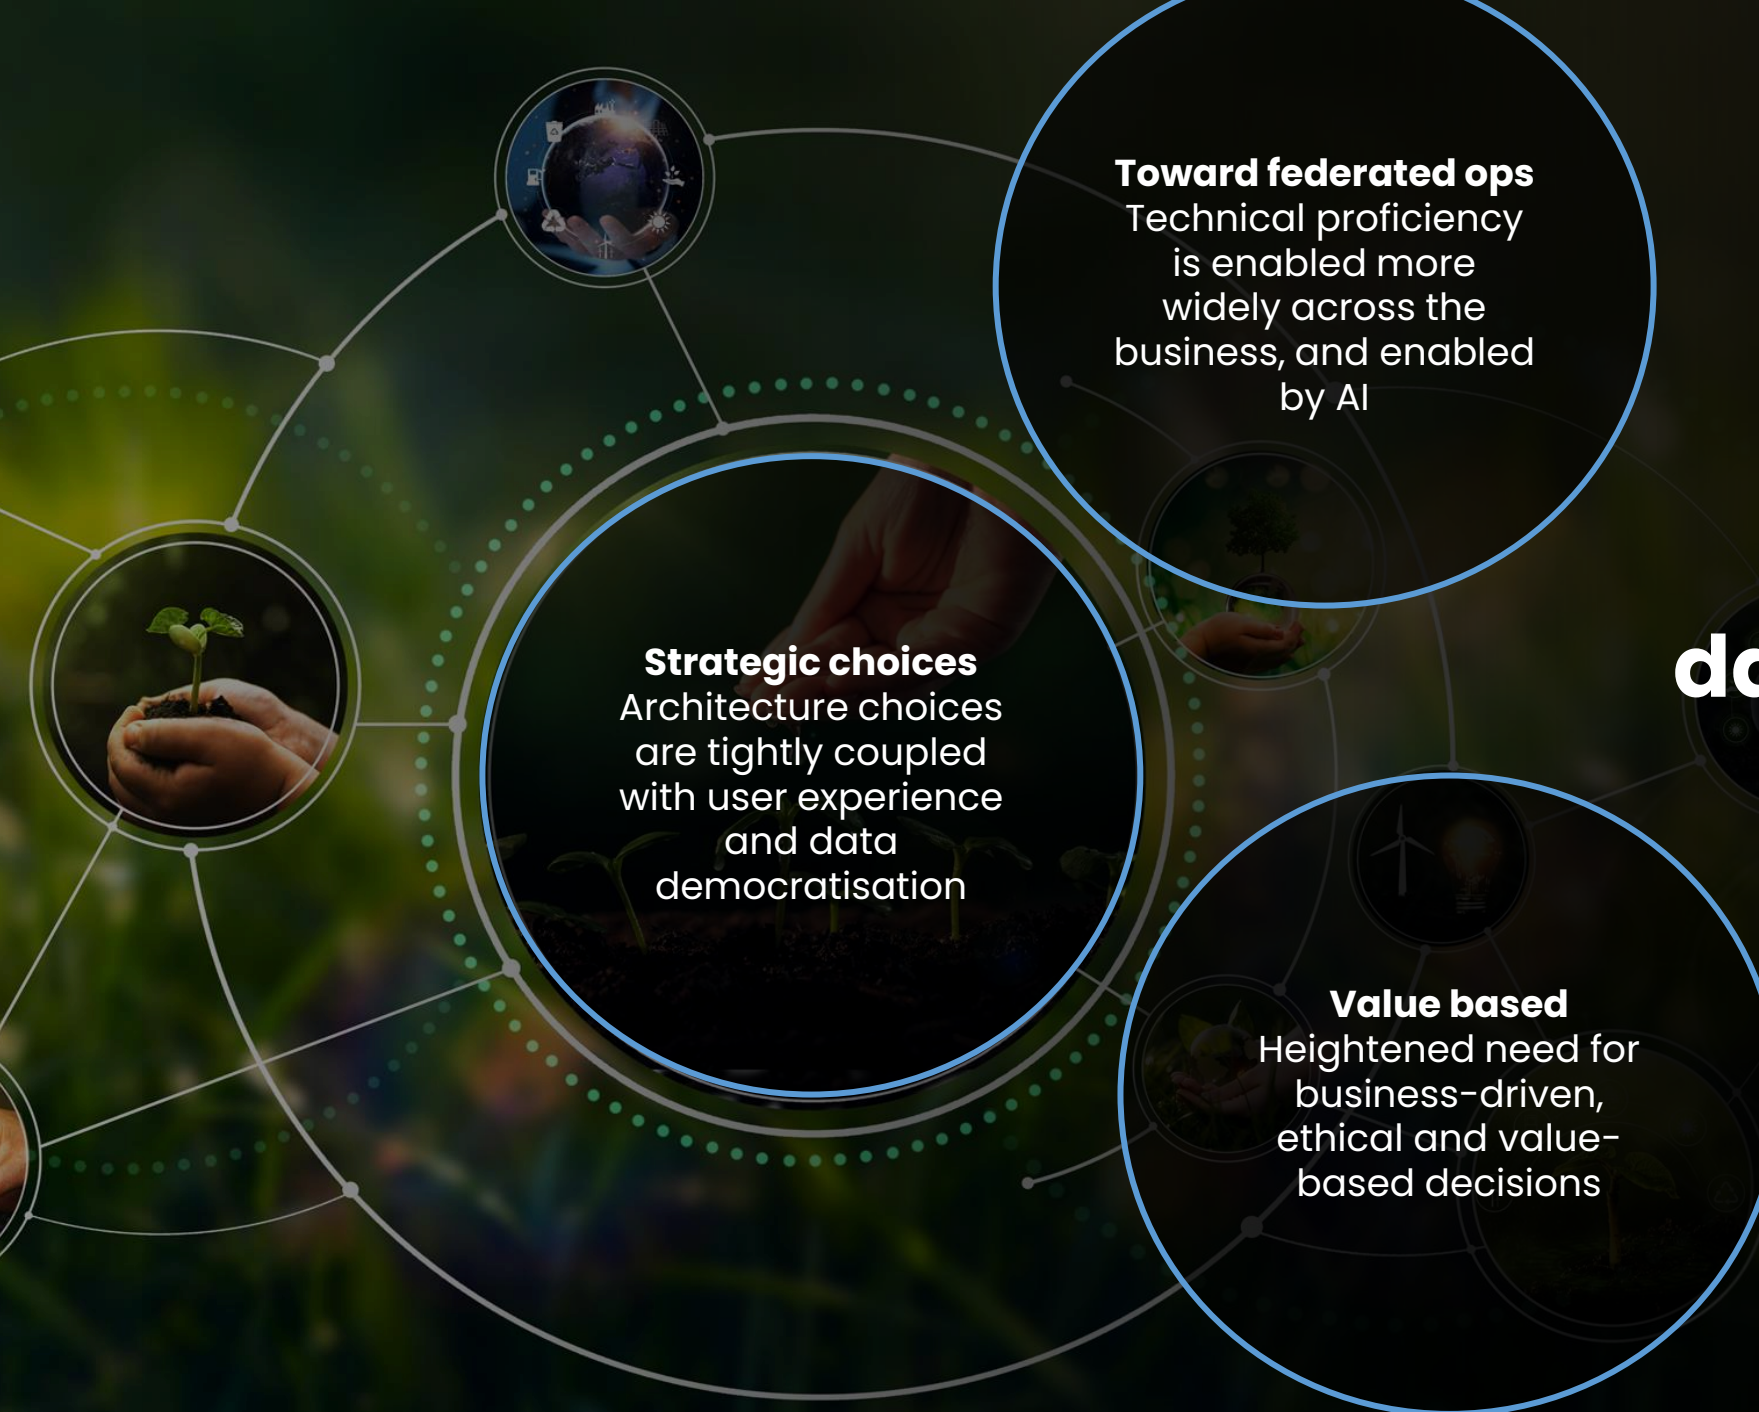 Toward federated ops
Technical proficiency
is enabled more
widely across the
business, and enabled
by AI
Strategic choices
Architecture choices
are tightly coupled
with user experience
and data
democratisation
Value based
Heightened need for
business-driven,
ethical and value-
based decisions